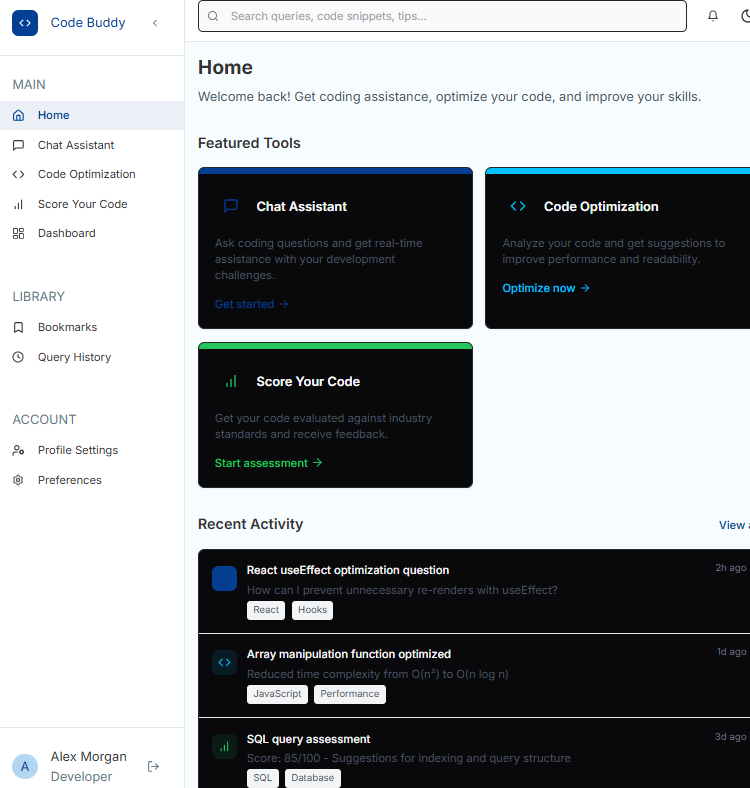 Code Buddy
Search queries, code snippets, tips...
MAIN
Home
Chat Assistant
Code Optimization
Score Your Code
Dashboard
LIBRARY
Bookmarks
Query History
ACCOUNT
Profile Settings
Preferences
A
Alex Morgan
Developer
Home
Welcome back! Get coding assistance, optimize your code, and improve your skills.
Featured Tools
Chat Assistant
Ask coding questions and get real-time
assistance with your development
challenges.
Get started →
Code Optimization
Analyze your code and get suggestions to
improve performance and readability.
Optimize now →
Score Your Code
Get your code evaluated against industry
standards and receive feedback.
Start assessment →
Recent Activity
View
React useEffect optimization question
2h ago
How can I prevent unnecessary re-renders with useEffect?
React Hooks
Array manipulation function optimized
1d ago
Reduced time complexity from O(n²) to O(n log n)
JavaScript Performance
SQL query assessment
3d ago
Score: 85/100 - Suggestions for indexing and query structure
SQL Database